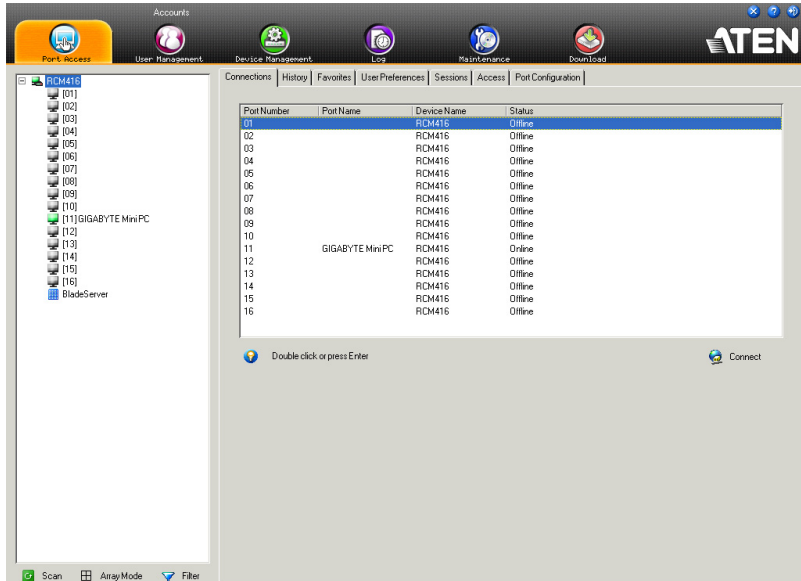 Accounts
Port Access User Management Device Management Log Maintenance Download
ATEN
RCM416
[01]
[02]
[03]
[04]
[05]
[06]
[07]
[08]
[09]
[10]
[11]GIGABYTE MiniPC
[12]
[13]
[14]
[15]
[16]
BladeServer
Scan Array Mode Filter
Connections History Favorites User Preferences Sessions Access Port Configuration
Port Number Port Name Device Name Status
01 RCM416 Offline
02 RCM416 Offline
03 RCM416 Offline
04 RCM416 Offline
05 RCM416 Offline
06 RCM416 Offline
07 RCM416 Offline
08 RCM416 Offline
09 RCM416 Offline
10 RCM416 Offline
11 GIGABYTE MiniPC RCM416 Online
12 RCM416 Offline
13 RCM416 Offline
14 RCM416 Offline
15 RCM416 Offline
16 RCM416 Offline
Double click or press Enter
Connect